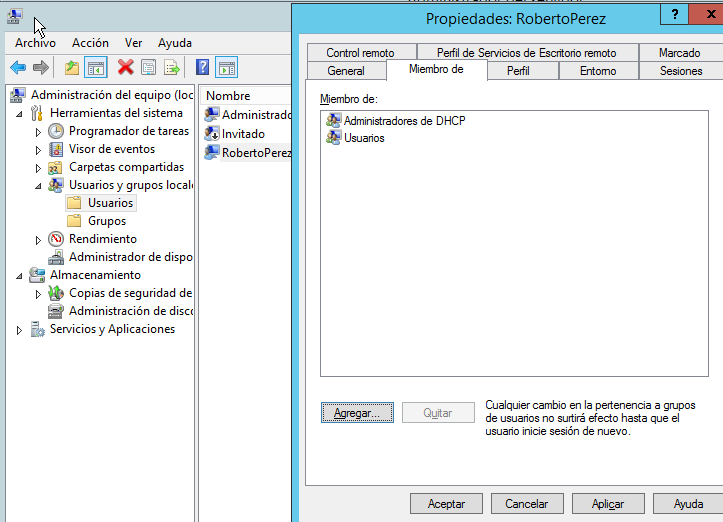 Propiedades: RobertoPerez
?
X
Archivo Acción Ver Ayuda
Administración del equipo (loc
Herramientas del sistema
Programador de tareas
Visor de eventos
Carpetas compartidas
Usuarios y grupos locale
Usuarios
Grupos
Rendimiento
Administrador de dispo
Almacenamiento
Copias de seguridad de
Administración de disco
Servicios y Aplicaciones
Nombre
Administrado
Invitado
RobertoPerez
Control remoto
Perfil de Servicios de Escritorio remoto
Marcado
General
Miembro de
Perfil
Entorno
Sesiones
Miembro de:
Administradores de DHCP
Usuarios
Agregar...
Quitar
Cualquier cambio en la pertenencia a grupos
de usuarios no surtirá efecto hasta que el
usuario inicie sesión de nuevo.
Aceptar
Cancelar
Aplicar
Ayuda